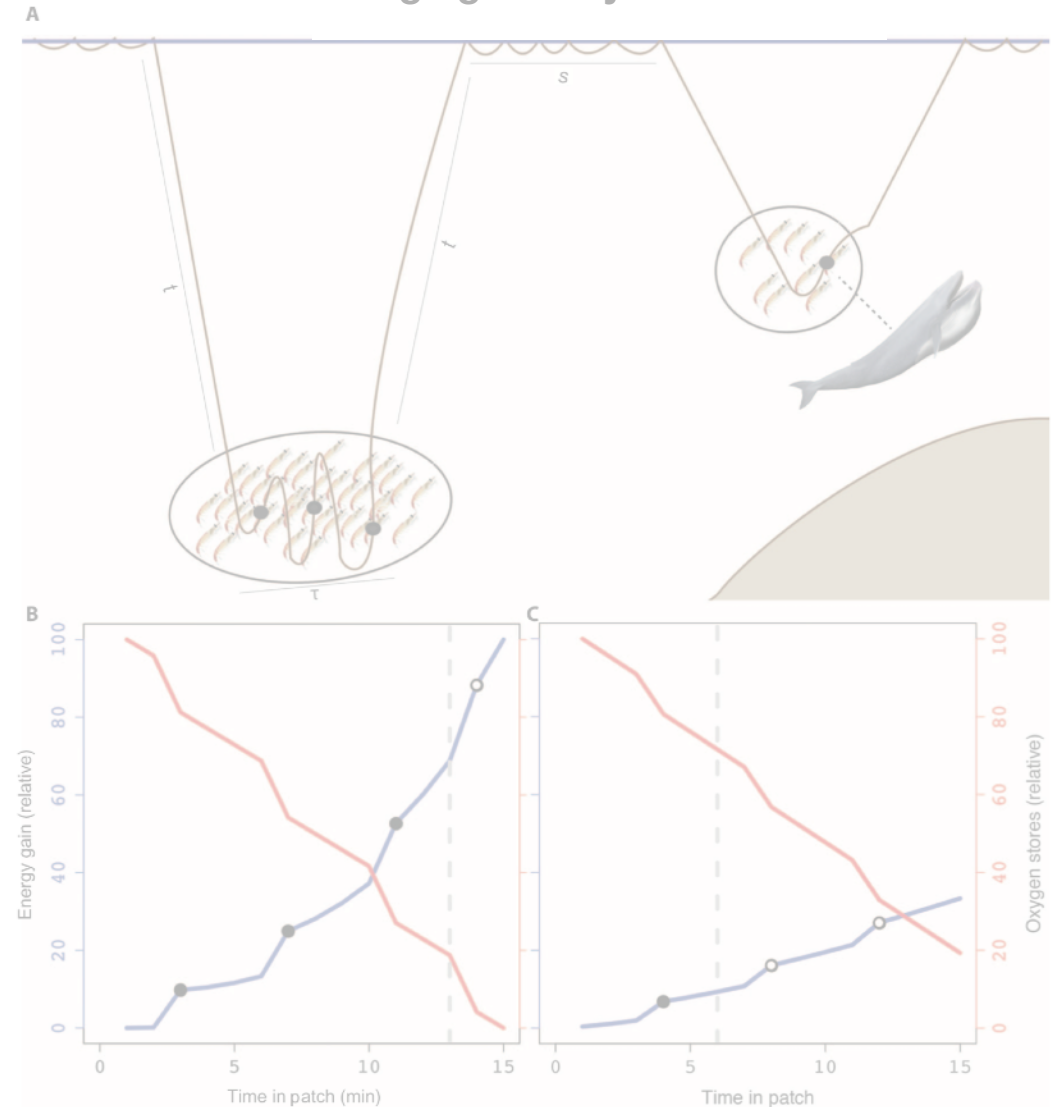 A
s
t
t
τ
B
C
100
80
60
40
20
0
Energy gain (relative)
0 5 10 15
Time in patch (min)
100
80
60
40
20
0
Oxygen stores (relative)
0 5 10 15
Time in patch